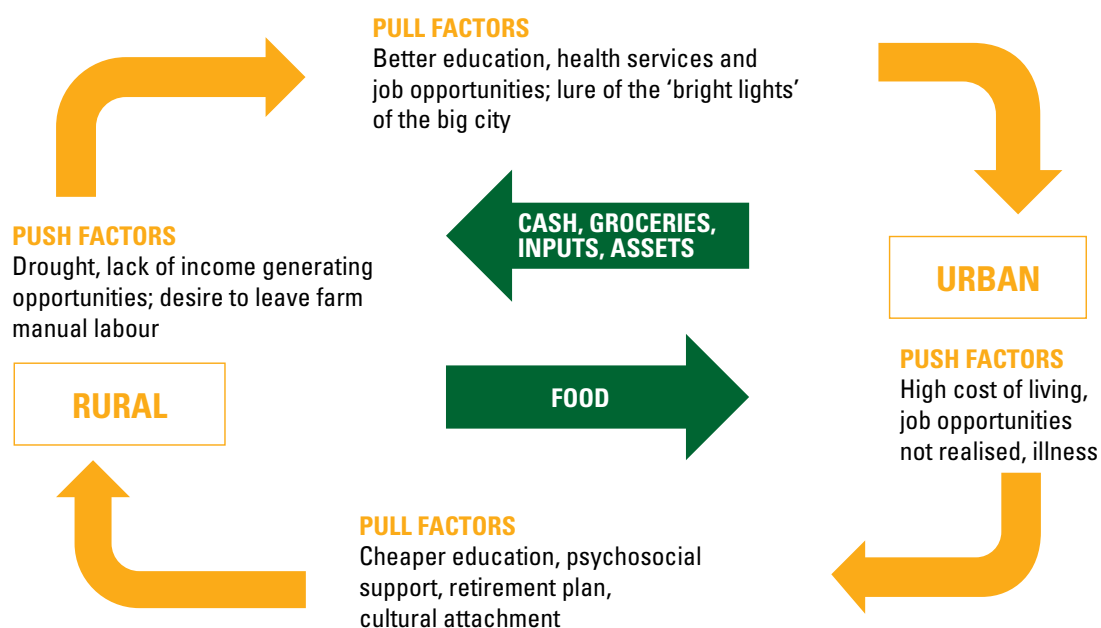 PULL FACTORS
Better education, health services and
job opportunities; lure of the ‘bright lights’
of the big city
PUSH FACTORS
Drought, lack of income generating
opportunities; desire to leave farm
manual labour
RURAL
CASH, GROCERIES,
INPUTS, ASSETS
FOOD
URBAN
PUSH FACTORS
High cost of living,
job opportunities
not realised, illness
PULL FACTORS
Cheaper education, psychosocial
support, retirement plan,
cultural attachment